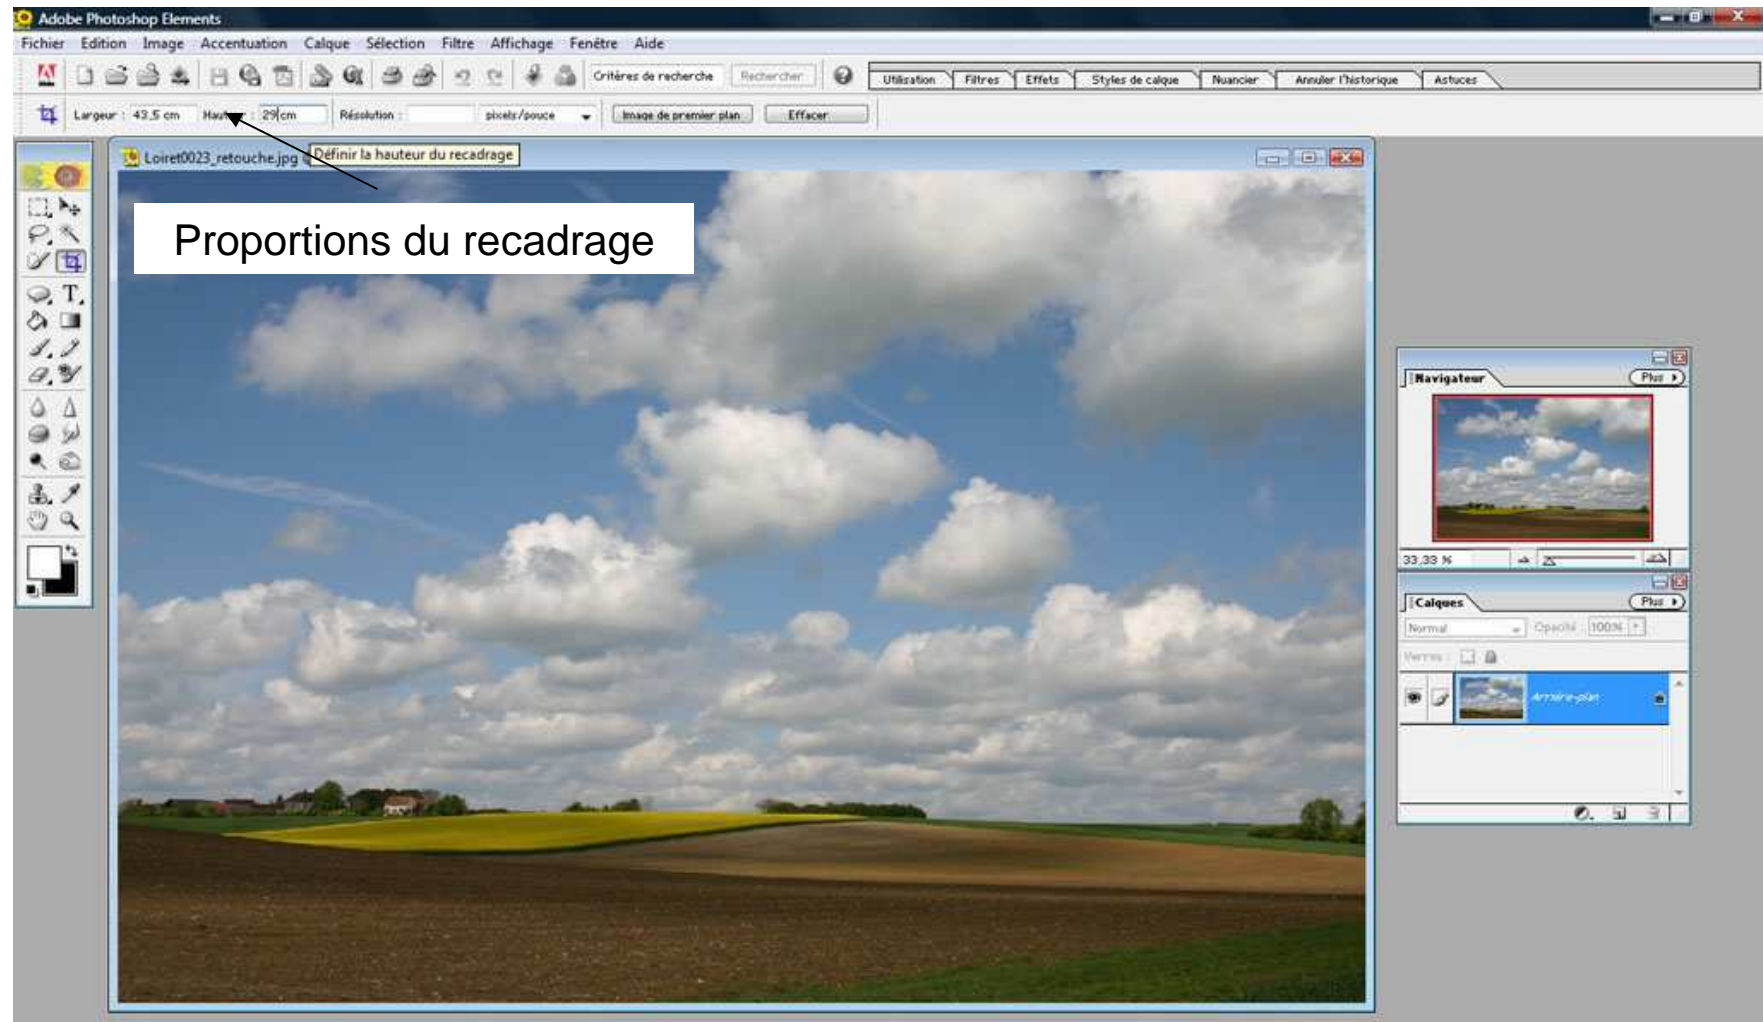 Adobe Photoshop Elements
Fichier Edition Image Accentuation Calque Sélection Filtre Affichage Fenêtre Aide
Critères de recherche Rechercher Utilisation Filtres Effets Styles de calque Nuancier Annuler l'historique Astuces
Largeur : 43,5 cm Hauteur : 29 cm Résolution : pixels/pouce Image de premier plan Effacer
Loiret0023_retouche.jpg
Définir la hauteur du recadrage
Proportions du recadrage
Navigateur Plus
33,33 %
Calques Plus
Normal Opacité : 100%
Verrou :
Arrière-plan